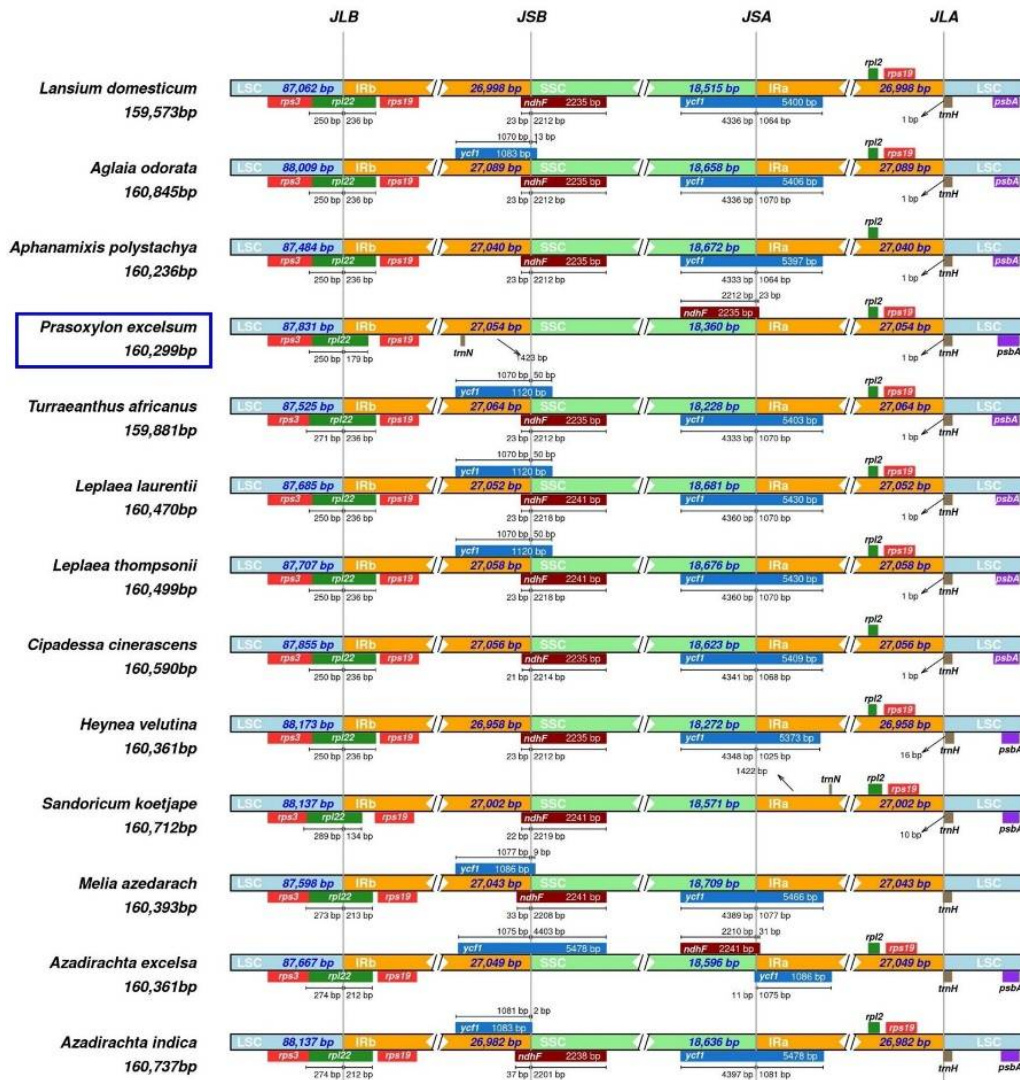 JLB JSB JSA JLA
rpl2
rps19
Lansium domesticum LSC 87,062 bp IRb 26,998 bp SSC 18,515 bp IRa 26,998 bp LSC
159,573bp rps3 rpl22 rps19 ndhF 2235 bp ycf1 5400 bp trnH psbA
250 bp 236 bp 23 bp 2212 bp 4336 bp 1064 bp 1 bp
1070 bp 13 bp rpl2
ycf1 1083 bp rps19
Aglaia odorata LSC 88,009 bp IRb 27,089 bp SSC 18,658 bp IRa 27,089 bp LSC
160,845bp rps3 rpl22 rps19 ndhF 2235 bp ycf1 5406 bp trnH psbA
250 bp 236 bp 23 bp 2212 bp 4336 bp 1070 bp 1 bp
rpl2
Aphanamixis polystachya LSC 87,484 bp IRb 27,040 bp SSC 18,672 bp IRa 27,040 bp LSC
160,236bp rps3 rpl22 rps19 ndhF 2235 bp ycf1 5397 bp trnH psbA
250 bp 236 bp 23 bp 2212 bp 4333 bp 1064 bp 1 bp
2212 bp 23 bp rpl2
ndhF 2235 bp rps19
Prasoxylon excelsum LSC 87,831 bp IRb 27,054 bp SSC 18,360 bp IRa 27,054 bp LSC
160,299bp rps3 rpl22 rps19 trnN trnH psbA
250 bp 179 bp 1423 bp 1 bp
1070 bp 50 bp rpl2
ycf1 1120 bp rps19
Turraeanthus africanus LSC 87,525 bp IRb 27,064 bp SSC 18,228 bp IRa 27,064 bp LSC
159,881bp rps3 rpl22 rps19 ndhF 2235 bp ycf1 5403 bp trnH psbA
271 bp 236 bp 23 bp 2212 bp 4333 bp 1070 bp 1 bp
1070 bp 50 bp rpl2
ycf1 1120 bp rps19
Leplaea laurentii LSC 87,685 bp IRb 27,052 bp SSC 18,681 bp IRa 27,052 bp LSC
160,470bp rps3 rpl22 rps19 ndhF 2241 bp ycf1 5430 bp trnH psbA
250 bp 236 bp 23 bp 2218 bp 4360 bp 1070 bp 1 bp
1070 bp 50 bp rpl2
ycf1 1120 bp rps19
Leplaea thompsonii LSC 87,707 bp IRb 27,058 bp SSC 18,676 bp IRa 27,058 bp LSC
160,499bp rps3 rpl22 rps19 ndhF 2241 bp ycf1 5430 bp trnH psbA
250 bp 236 bp 23 bp 2218 bp 4360 bp 1070 bp 1 bp
rpl2
Cipadessa cinerascens LSC 87,855 bp IRb 27,056 bp SSC 18,623 bp IRa 27,056 bp LSC
160,590bp rps3 rpl22 rps19 ndhF 2235 bp ycf1 5409 bp trnH psbA
250 bp 236 bp 21 bp 2214 bp 4341 bp 1068 bp 1 bp
rpl2
rps19
Heynea velutina LSC 88,173 bp IRb 26,958 bp SSC 18,272 bp IRa 26,958 bp LSC
160,361bp rps3 rpl22 rps19 ndhF 2235 bp ycf1 5373 bp trnH psbA
250 bp 236 bp 23 bp 2212 bp 4348 bp 1025 bp 16 bp
1422 bp trnN rpl2
rps19
Sandoricum koetjape LSC 88,137 bp IRb 27,002 bp SSC 18,571 bp IRa 27,002 bp LSC
160,712bp rps3 rpl22 rps19 ndhF 2241 bp trnH psbA
289 bp 134 bp 22 bp 2219 bp 10 bp
1077 bp 9 bp
ycf1 1086 bp
Melia azedarach LSC 87,598 bp IRb 27,043 bp SSC 18,709 bp IRa 27,043 bp LSC
160,393bp rps3 rpl22 rps19 ndhF 2241 bp ycf1 5466 bp trnH
273 bp 213 bp 33 bp 2208 bp 4389 bp 1077 bp
1075 bp 4403 bp 2210 bp 31 bp rpl2
ycf1 5478 bp ndhF 2241 bp rps19
Azadirachta excelsa LSC 87,667 bp IRb 27,049 bp SSC 18,596 bp IRa 27,049 bp LSC
160,361bp rps3 rpl22 rps19 ycf1 1086 bp trnH psbA
274 bp 212 bp 11 bp 1075 bp
1081 bp 2 bp rpl2
ycf1 1083 bp rps19
Azadirachta indica LSC 88,137 bp IRb 26,982 bp SSC 18,636 bp IRa 26,982 bp LSC
160,737bp rps3 rpl22 rps19 ndhF 2238 bp ycf1 5478 bp trnH psbA
274 bp 212 bp 37 bp 2201 bp 4397 bp 1081 bp